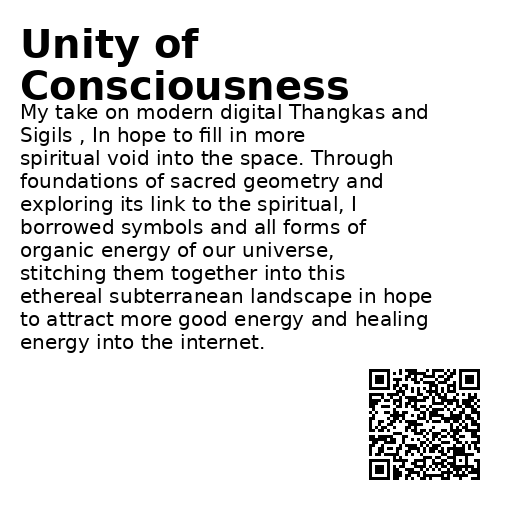 Unity of
Consciousness
My take on modern digital Thangkas and
Sigils , In hope to fill in more
spiritual void into the space. Through
foundations of sacred geometry and
exploring its link to the spiritual, I
borrowed symbols and all forms of
organic energy of our universe,
stitching them together into this
ethereal subterranean landscape in hope
to attract more good energy and healing
energy into the internet.